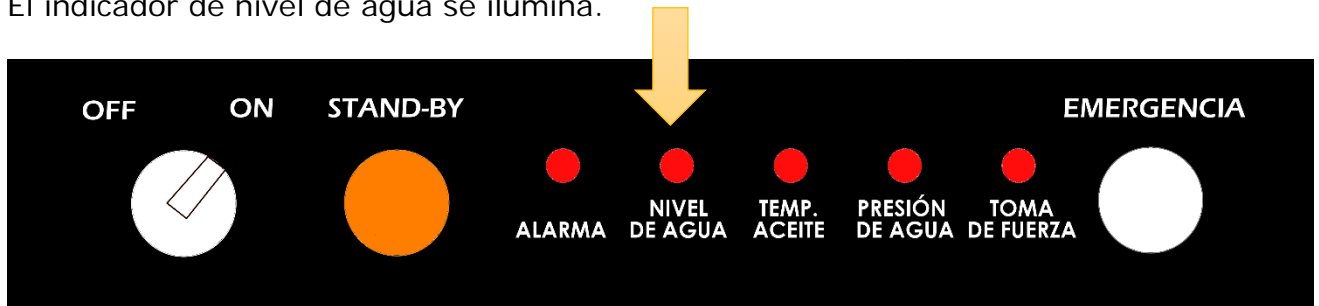 El indicador de nivel de agua se ilumina.
OFF ON STAND-BY EMERGENCIA
ALARMA
NIVEL
DE AGUA
TEMP.
ACEITE
PRESIÓN
DE AGUA
TOMA
DE FUERZA